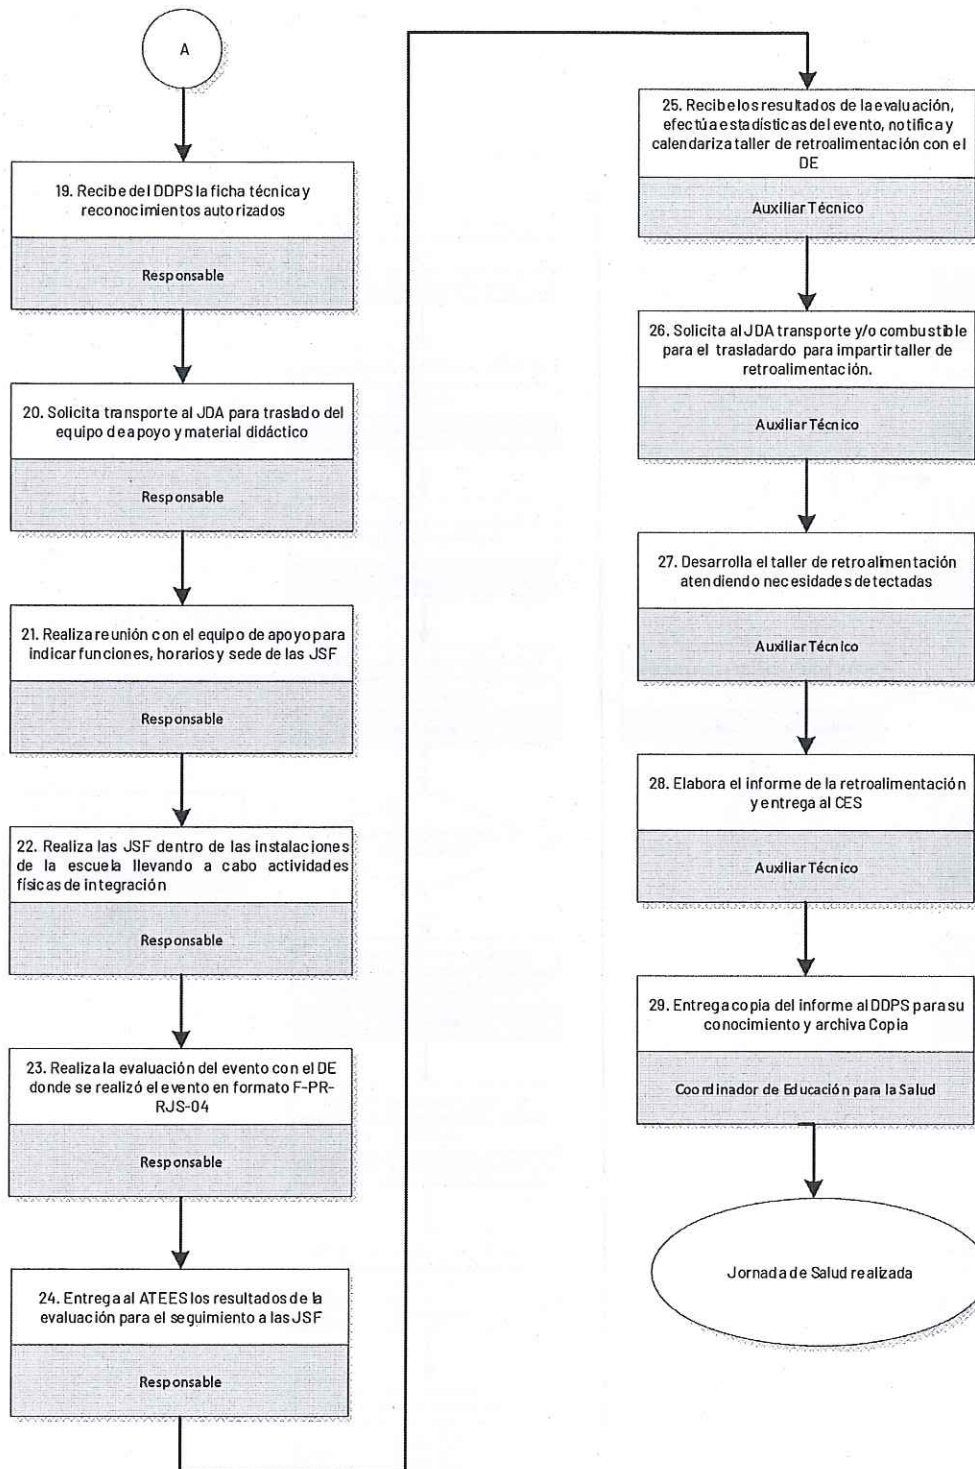 A
19. Recibe del DDPS la ficha técnica y
reconocimientos autorizados
Responsable
20. Solicita transporte al JDA para traslado del
equipo de apoyo y material didáctico
Responsable
21. Realiza reunión con el equipo de apoyo para
indicar funciones, horarios y sede de las JSF
Responsable
22. Realiza las JSF dentro de las instalaciones
de la escuela llevando a cabo actividades
físicas de integración
Responsable
23. Realiza la evaluación del evento con el DE
donde se realizó el evento en formato F-PR-
RJS-04
Responsable
24. Entrega al ATEES los resultados de la
evaluación para el seguimiento a las JSF
Responsable
25. Recibe los resultados de la evaluación,
efectúa estadísticas del evento, notifica y
calendariza taller de retroalimentación con el
DE
Auxiliar Técnico
26. Solicita al JDA transporte y/o combustible
para el trasladardo para impartir taller de
retroalimentación.
Auxiliar Técnico
27. Desarrolla el taller de retroalimentación
atendiendo necesidades detectadas
Auxiliar Técnico
28. Elabora el informe de la retroalimentación
y entrega al CES
Auxiliar Técnico
29. Entrega copia del informe al DDPS para su
conocimiento y archiva Copia
Coordinador de Educación para la Salud
Jornada de Salud realizada